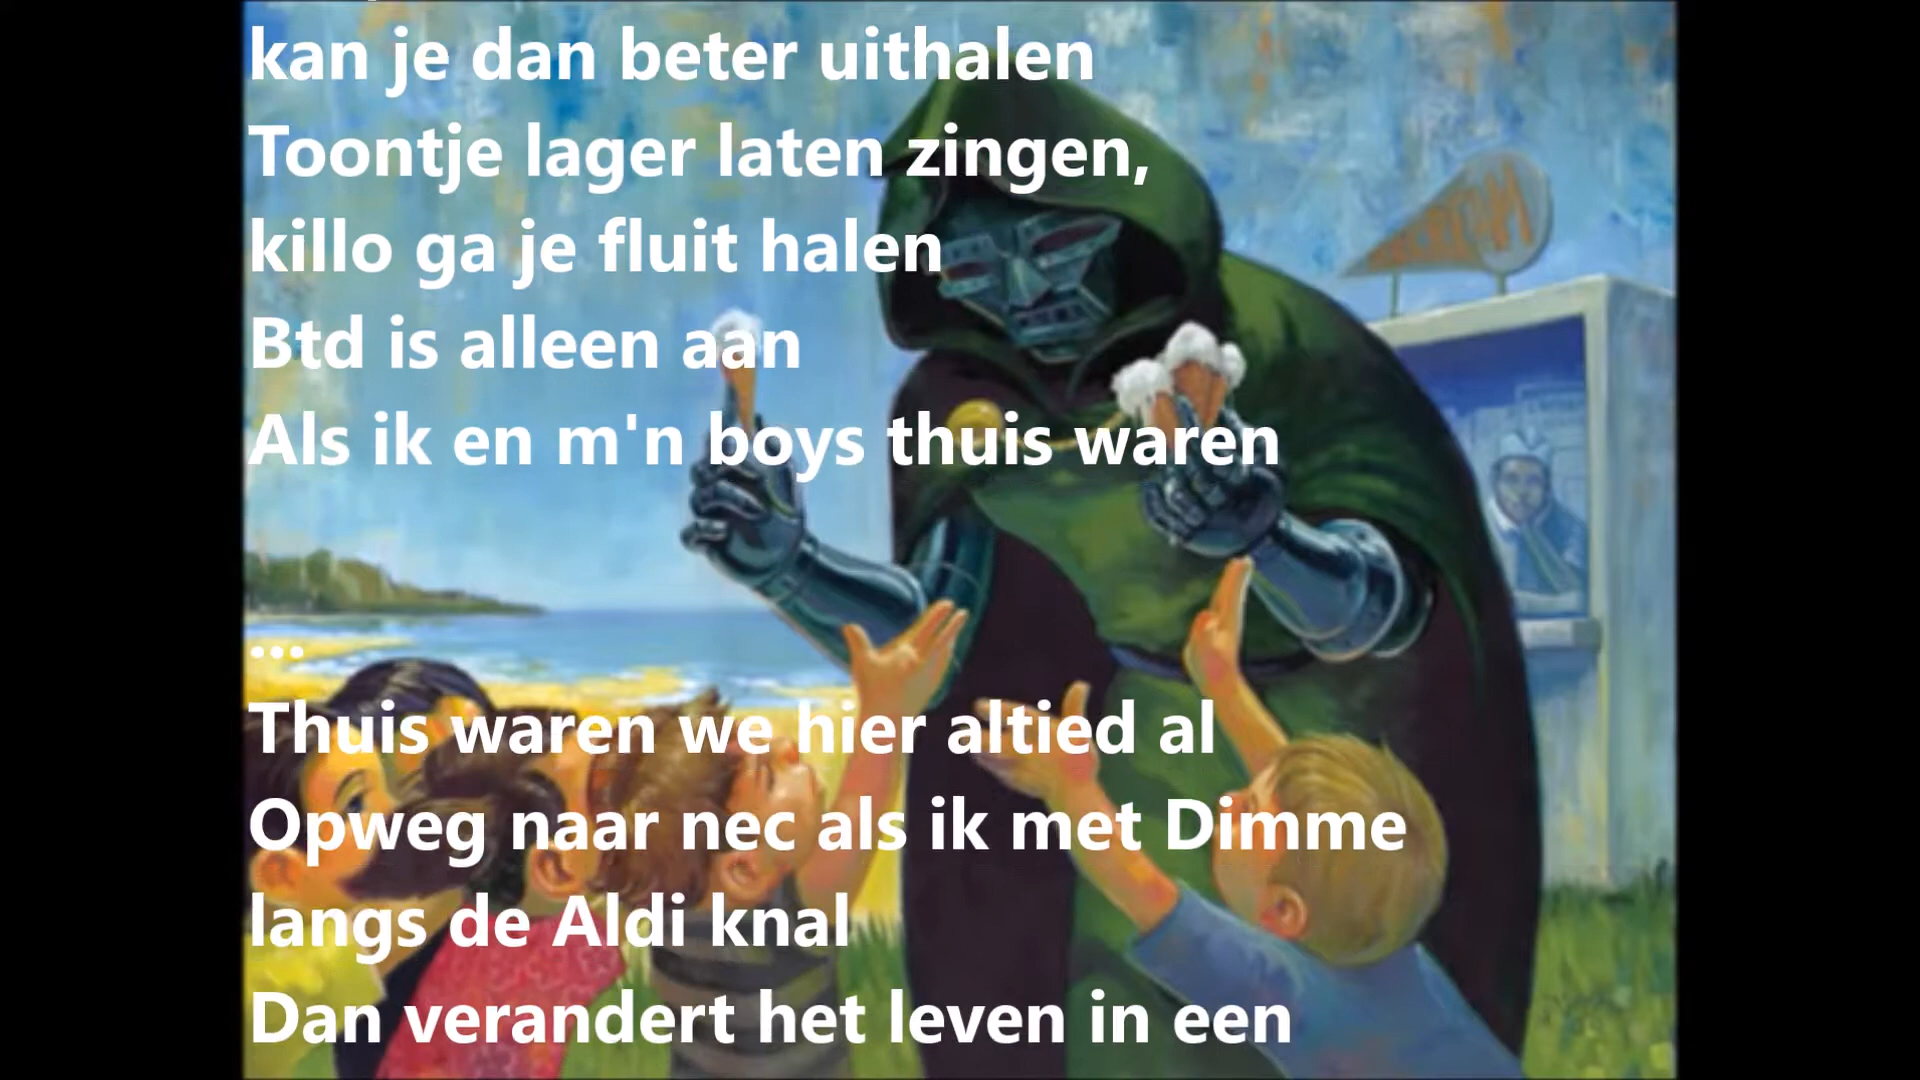 kan je dan beter uithalen
Toontje lager laten zingen,
killo ga je fluit halen
Btd is alleen aan
Als ik en m'n boys thuis waren
...
Thuis waren we hier altied al
Opweg naar nec als ik met Dimme
langs de Aldi knal
Dan verandert het leven in een